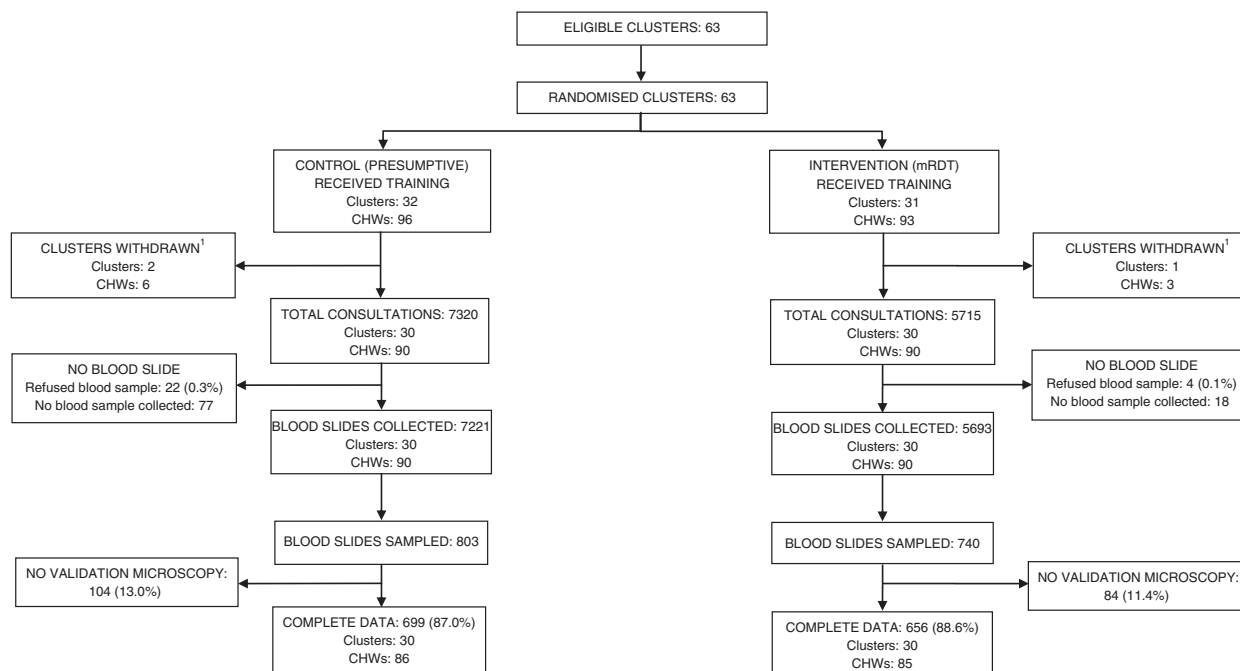 ELIGIBLE CLUSTERS: 63
RANDOMISED CLUSTERS: 63
CONTROL (PRESUMPTIVE)
RECEIVED TRAINING
Clusters: 32
CHWs: 96
INTERVENTION (mRDT)
RECEIVED TRAINING
Clusters: 31
CHWs: 93
CLUSTERS WITHDRAWN¹
Clusters: 2
CHWs: 6
CLUSTERS WITHDRAWN¹
Clusters: 1
CHWs: 3
TOTAL CONSULTATIONS: 7320
Clusters: 30
CHWs: 90
TOTAL CONSULTATIONS: 5715
Clusters: 30
CHWs: 90
NO BLOOD SLIDE
Refused blood sample: 22 (0.3%)
No blood sample collected: 77
NO BLOOD SLIDE
Refused blood sample: 4 (0.1%)
No blood sample collected: 18
BLOOD SLIDES COLLECTED: 7221
Clusters: 30
CHWs: 90
BLOOD SLIDES COLLECTED: 5693
Clusters: 30
CHWs: 90
BLOOD SLIDES SAMPLED: 803
BLOOD SLIDES SAMPLED: 740
NO VALIDATION MICROSCOPY:
104 (13.0%)
NO VALIDATION MICROSCOPY:
84 (11.4%)
COMPLETE DATA: 699 (87.0%)
Clusters: 30
CHWs: 86
COMPLETE DATA: 656 (88.6%)
Clusters: 30
CHWs: 85